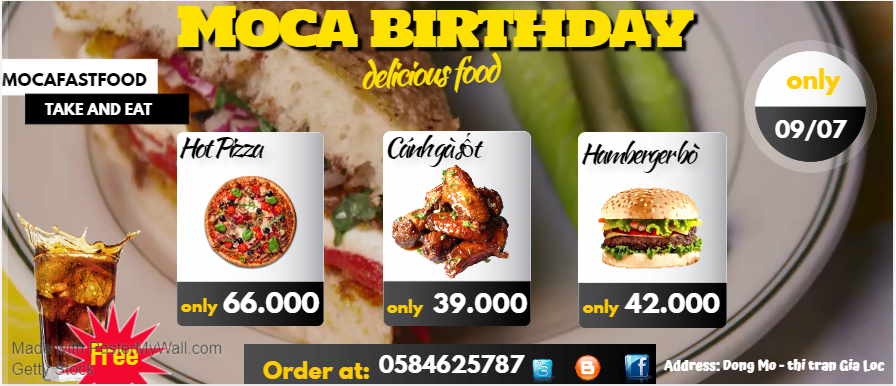 MOCA BIRTHDAY
delicious food
MOCAFASTFOOD
TAKE AND EAT
only
09/07
Hot Pizza
only 66.000
Cánh gà sốt
only 39.000
Hamberger bò
only 42.000
Free
Made with PosterMyWall.com
Getty Stock
Order at: 0584625787
Address: Dong Mo - thi tran Gia Loc